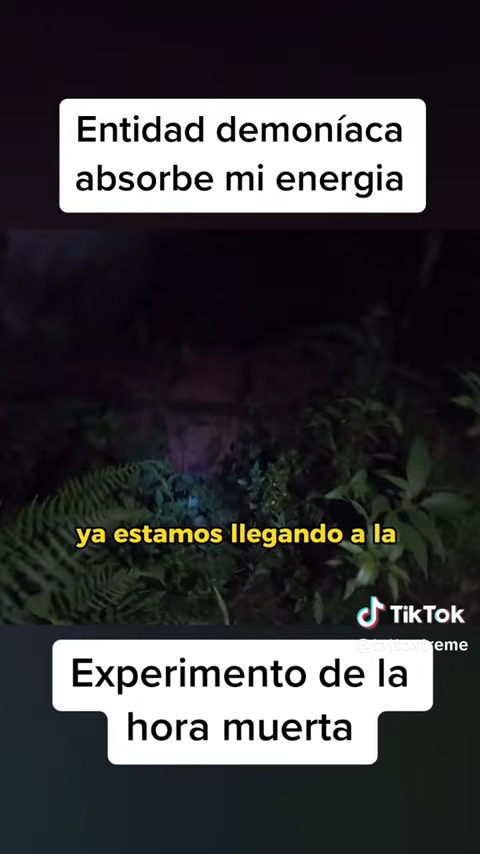 Entidad demoníaca
absorbe mi energia
ya estamos llegando a la
TikTok
Experimento de la
hora muerta